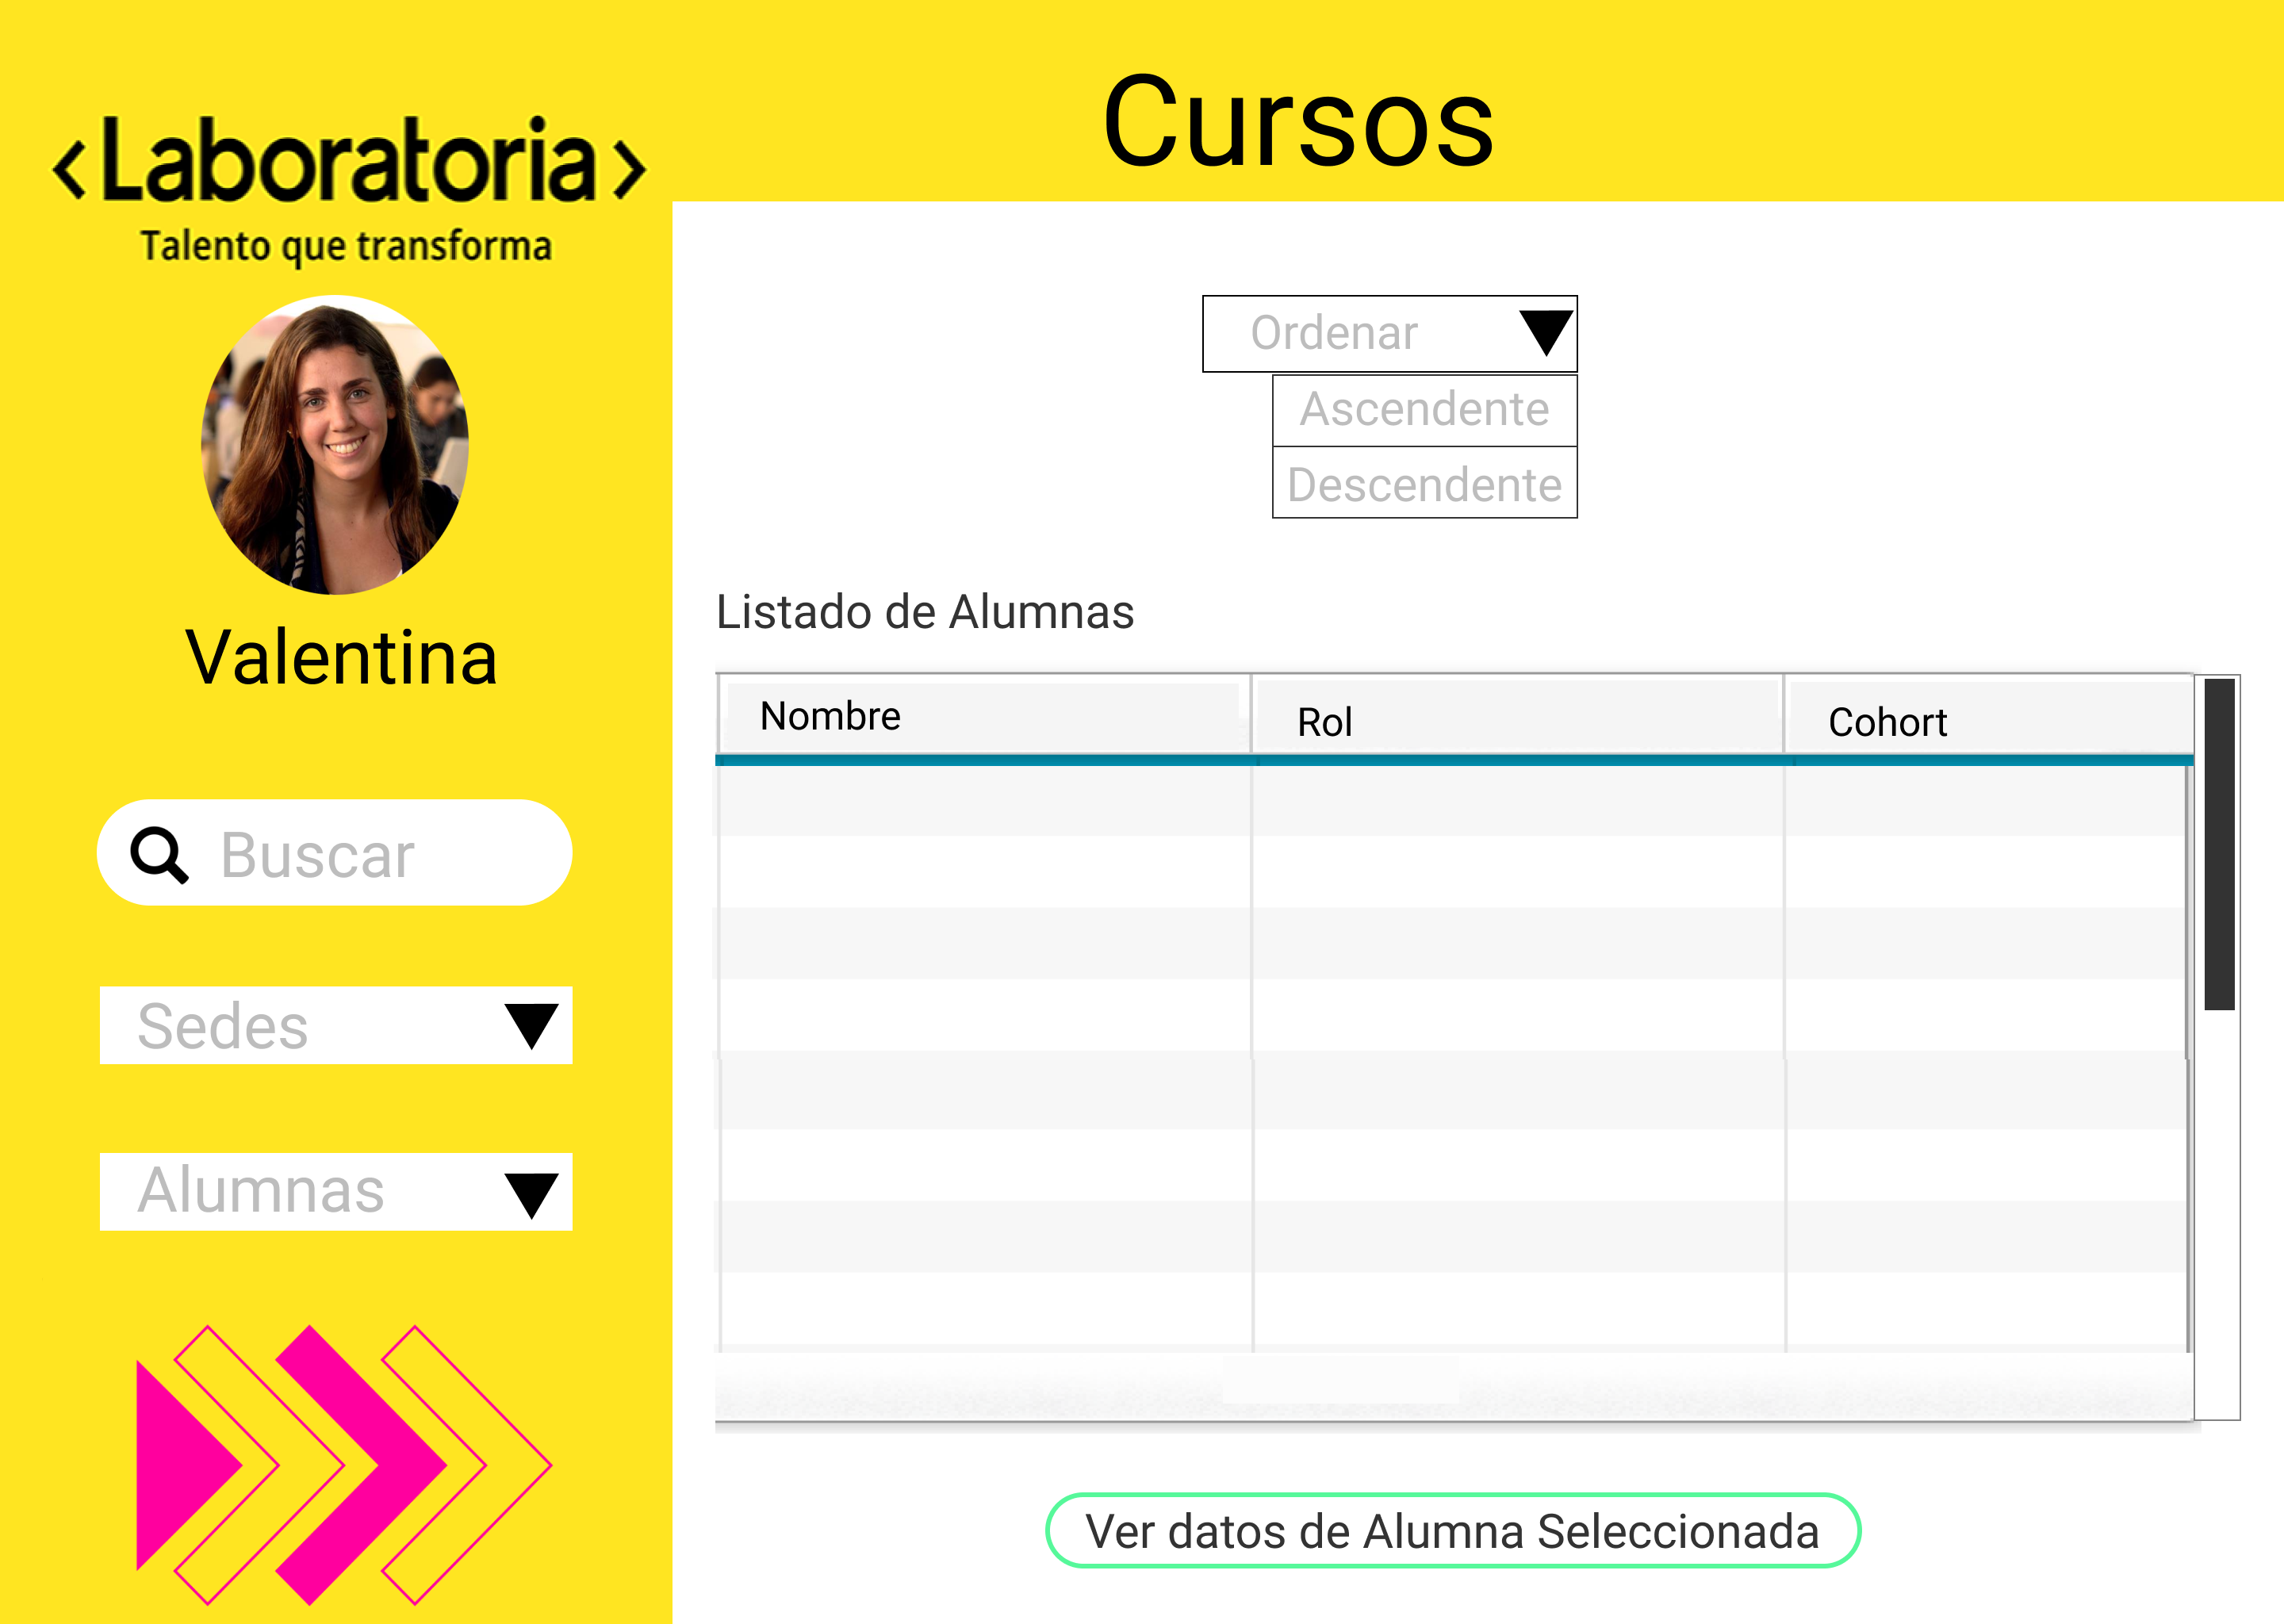 Cursos
<Laboratoria>
Talento que transforma
Valentina
Buscar
Sedes
Alumnas
Ordenar
Ascendente
Descendente
Listado de Alumnas
Nombre Rol Cohort
Ver datos de Alumna Seleccionada